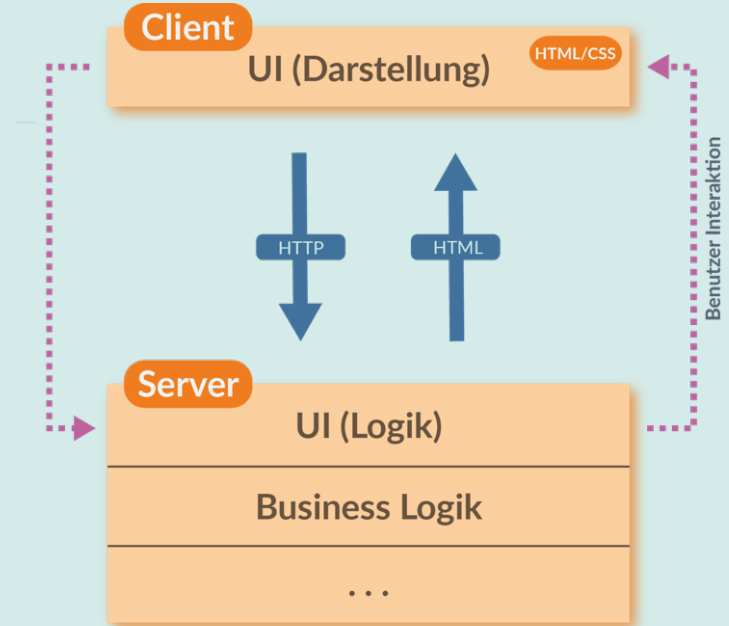 Client
UI (Darstellung)
HTML/CSS
HTTP
HTML
Benutzer Interaktion
Server
UI (Logik)
Business Logik
...